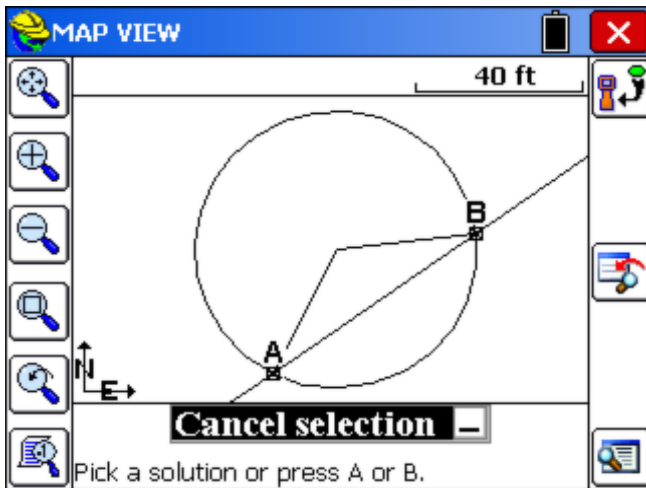 MAP VIEW
40 ft
B
A
N
E
Cancel selection
Pick a solution or press A or B.